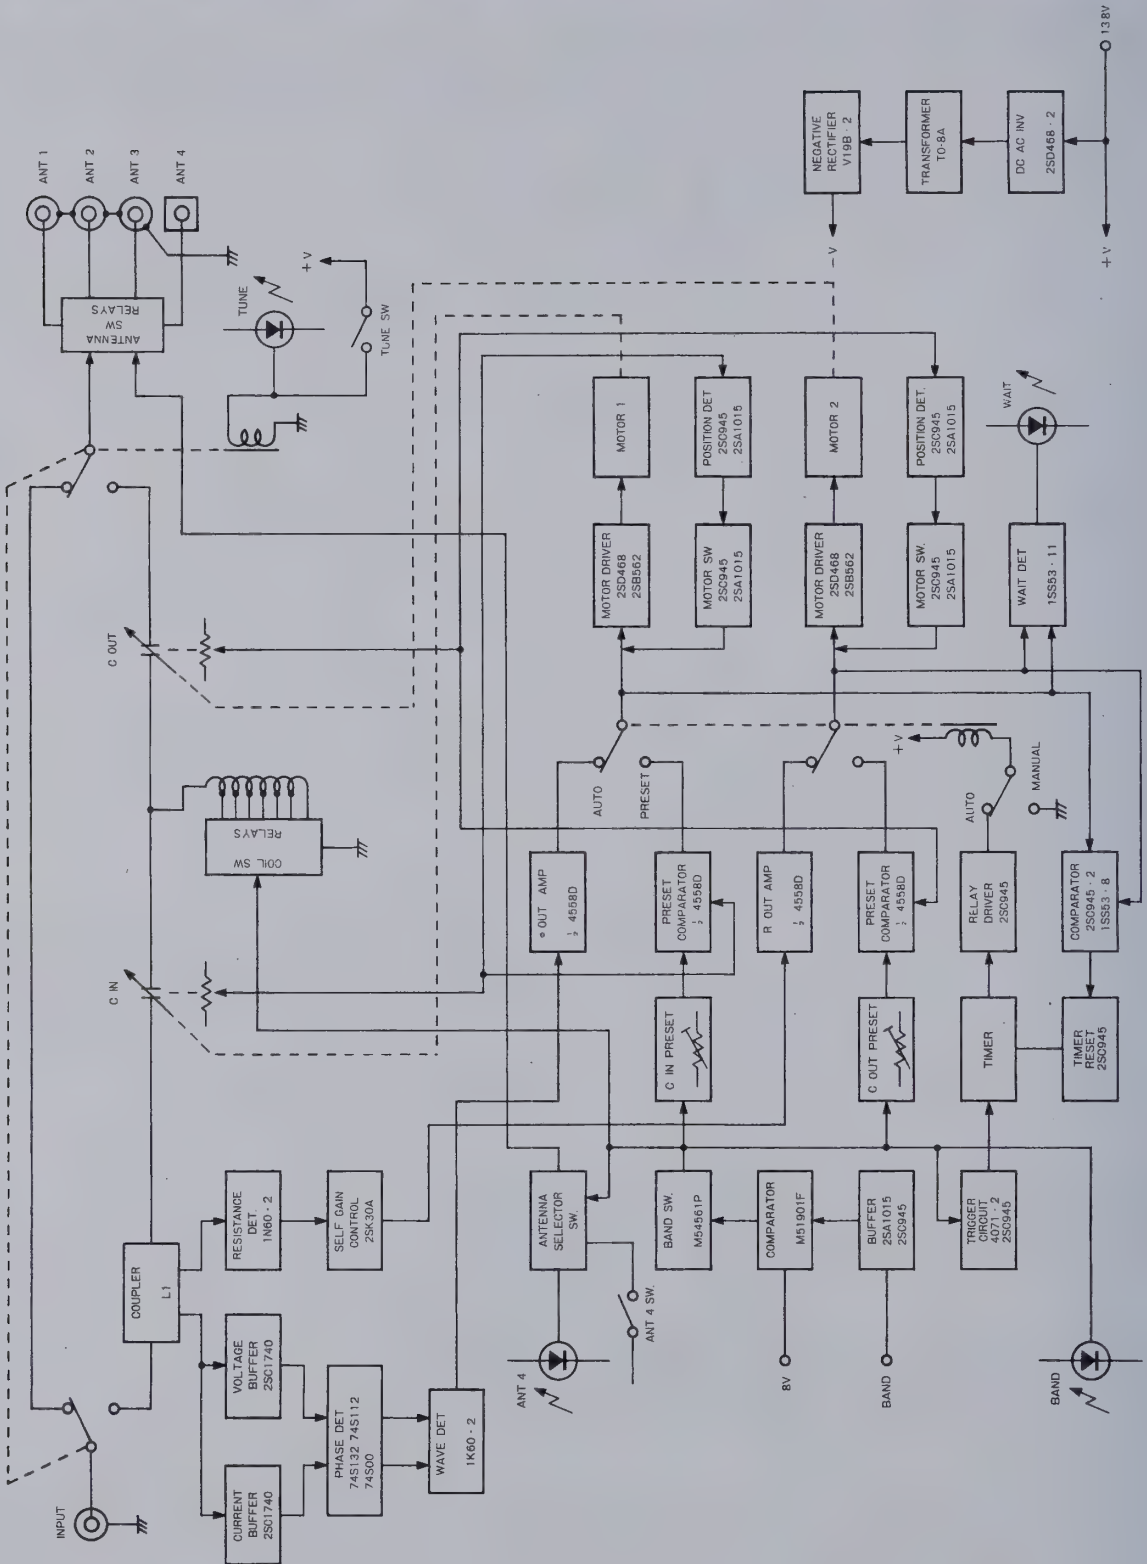 INPUT
CURRENT
BUFFER
2SC1740
VOLTAGE
BUFFER
2SC1740
PHASE DET
74S132 74S112
74S00
WAVE DET
1K60 · 2
COUPLER
L1
RESISTANCE
DET.
1N60 · 2
SELF GAIN
CONTROL
2SK30A
C IN
COIL SW
RELAYS
C OUT
ANTENNA
SW
RELAYS
ANT 1
ANT 2
ANT 3
ANT 4
TUNE
+ V
TUNE SW
ANT 4
ANTENNA
SELECTOR
SW.
ANT 4 SW.
BAND SW.
M54561P
8V
COMPARATOR
M51901F
BAND
BUFFER
2SA1015
2SC945
TRIGGER
CIRCUIT
4071 · 2
2SC945
BAND
C IN PRESET
C OUT PRESET
TIMER
TIMER
RESET
2SC945
OUT AMP
½ 4558D
PRESET
COMPARATOR
½ 4558D
R OUT AMP
½ 4558D
PRESET
COMPARATOR
½ 4558D
RELAY
DRIVER
2SC945
COMPARATOR
2SC945 · 2
1SS53 · 8
AUTO
PRESET
+ V
AUTO
MANUAL
MOTOR DRIVER
2SD468
2SB562
MOTOR 1
MOTOR SW
2SC945
2SA1015
POSITION DET
2SC945
2SA1015
MOTOR DRIVER
2SD468
2SB562
MOTOR 2
MOTOR SW.
2SC945
2SA1015
POSITION DET.
2SC945
2SA1015
WAIT DET
1SS53 · 11
WAIT
− V
NEGATIVE
RECTIFIER
V19B · 2
TRANSFORMER
TO-8A
DC AC INV
2SD468 · 2
+ V
13.8V